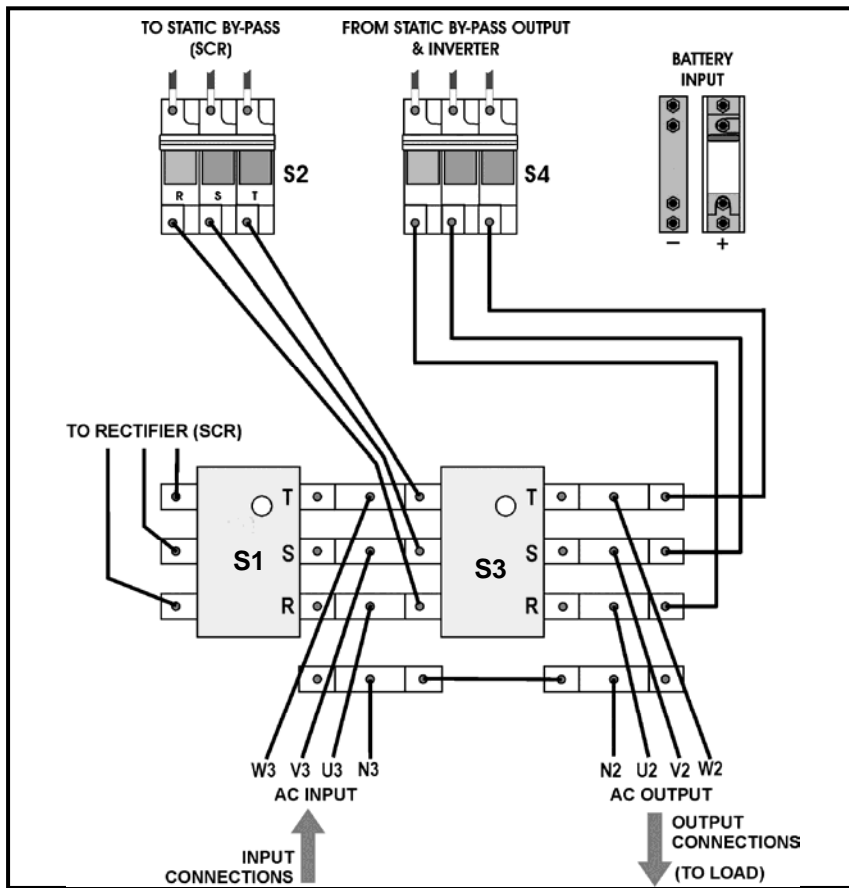 TO STATIC BY-PASS
(SCR)
FROM STATIC BY-PASS OUTPUT
& INVERTER
BATTERY
INPUT
S2
R S T
S4
− +
TO RECTIFIER (SCR)
T
S
R
S1
T
S
R
S3
W3 V3 U3 N3
AC INPUT
N2 U2 V2 W2
AC OUTPUT
INPUT
CONNECTIONS
OUTPUT
CONNECTIONS
(TO LOAD)